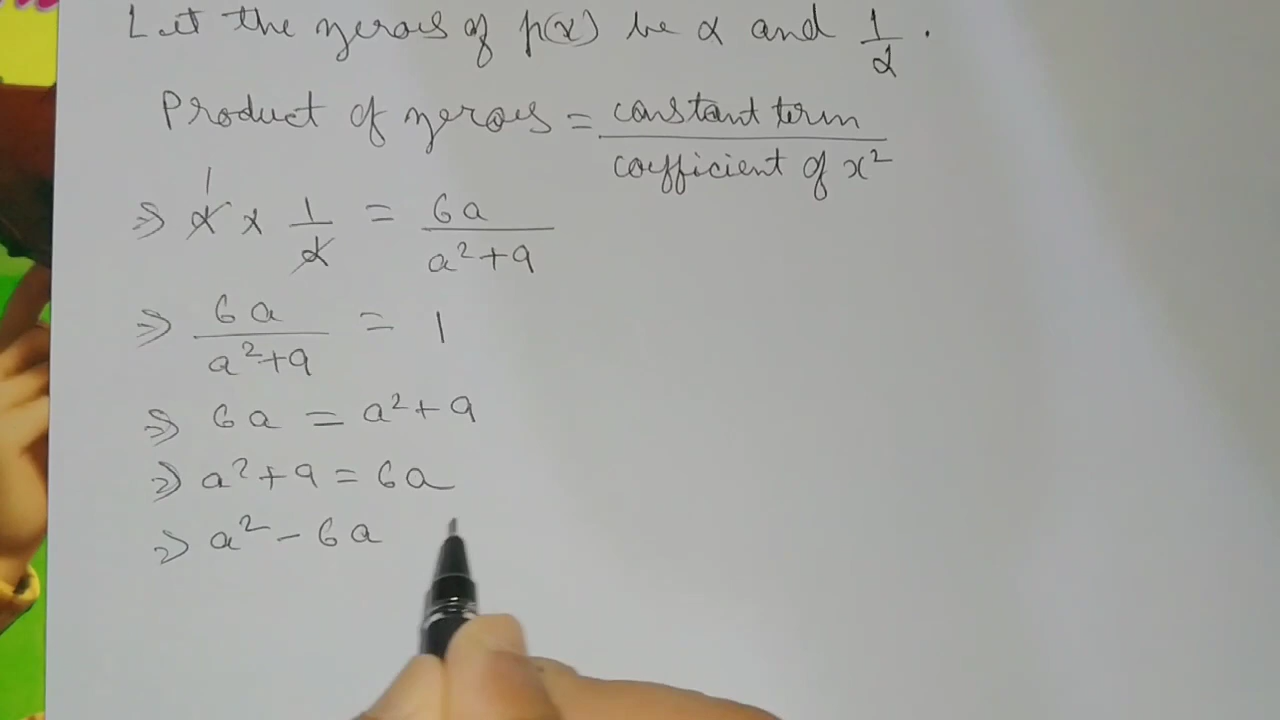 Let the zeroes of p(x) be α and 1/α.
Product of zeroes = constant term / coefficient of x²
⇒ α × 1/α = 6a / a²+9
1
⇒ 6a / a²+9 = 1
⇒ 6a = a²+9
⇒ a²+9 = 6a
⇒ a² - 6a